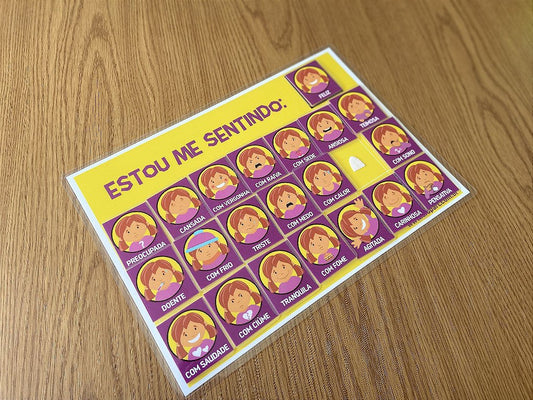 ESTOU ME SENTINDO:
FELIZ
PREOCUPADA
CANSADA
COM VERGONHA
COM RAIVA
COM SEDE
ANSIOSA
TEIMOSA
DOENTE
COM FRIO
TRISTE
COM MEDO
COM CALOR
COM SONO
COM SAUDADE
COM CIÚME
TRANQUILA
COM FOME
AGITADA
CARINHOSA
PENSATIVA